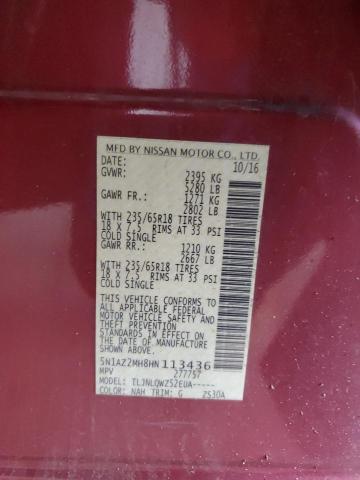 MFD BY NISSAN MOTOR CO., LTD.
DATE: 10/16
GVWR: 2395 KG
5280 LB
GAWR FR.: 1271 KG
2802 LB
WITH 235/65R18 TIRES
18 X 7.5 RIMS AT 33 PSI
COLD SINGLE
GAWR RR.: 1210 KG
2667 LB
WITH 235/65R18 TIRES
18 X 7.5 RIMS AT 33 PSI
COLD SINGLE
THIS VEHICLE CONFORMS
TO ALL APPLICABLE FEDERAL
MOTOR VEHICLE SAFETY
STANDARDS IN EFFECT ON
THE DATE OF MANUFACTURE
SHOWN ABOVE.
5N1AZ2MH8HN 113436
MPV 277757
MODEL: TLJNLQWZ52EUA-----
COLOR: NAH TRIM: G ZS30A